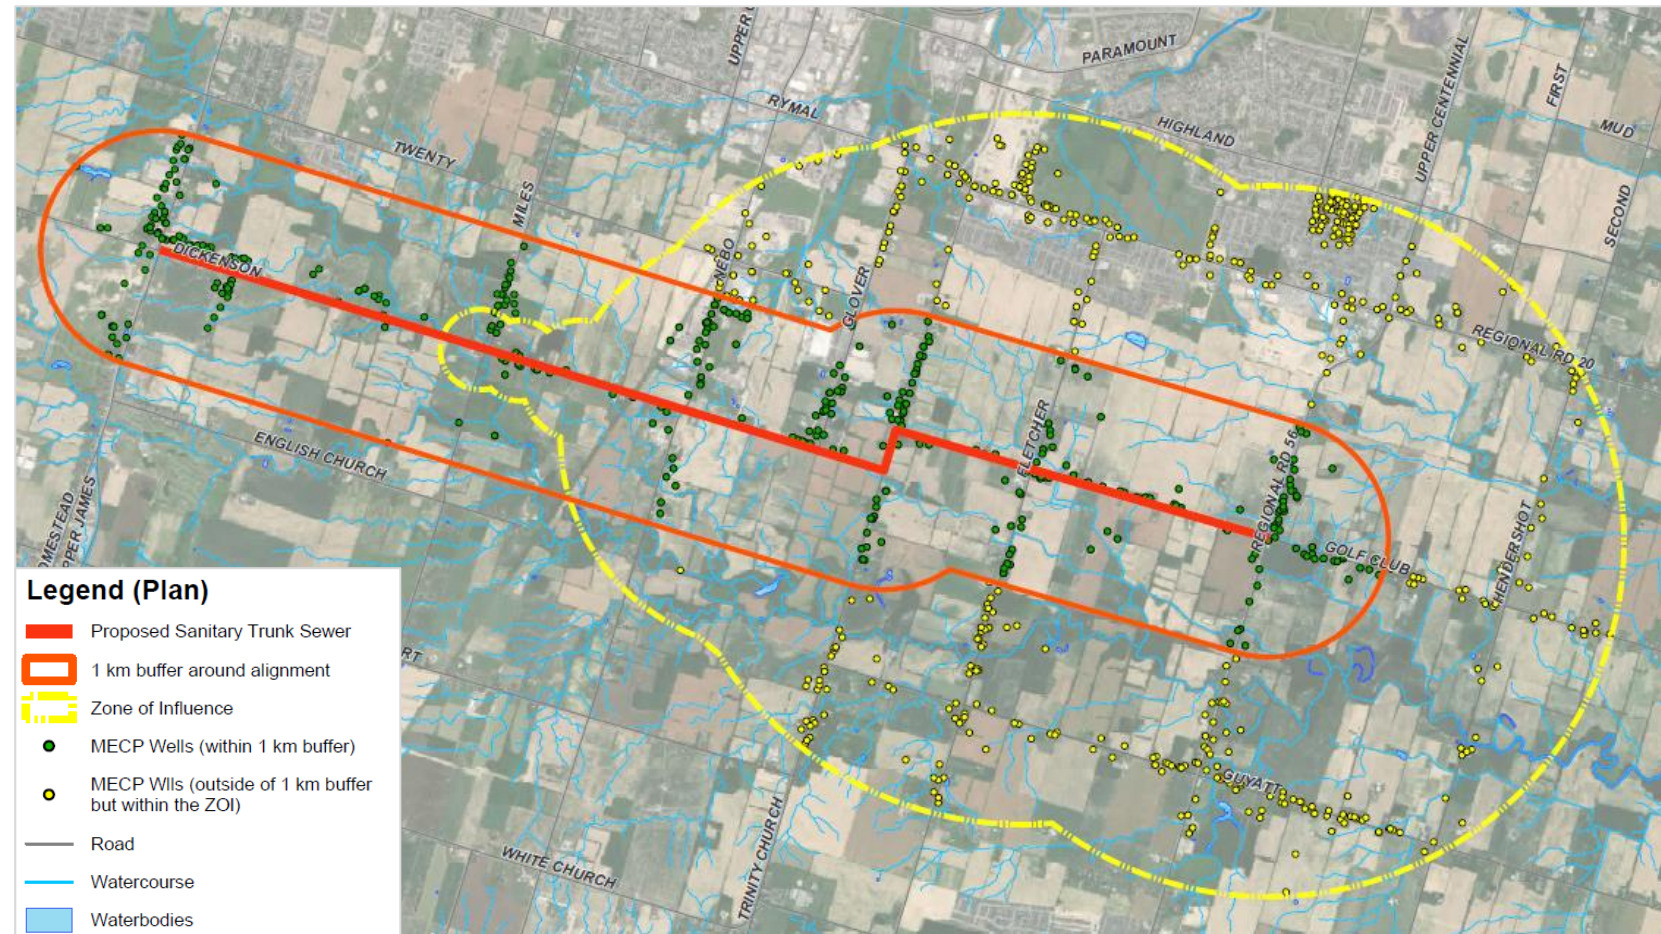 UPPER
PARAMOUNT
UPPER CENTENNIAL
FIRST
RYMAL
HIGHLAND
MUD
TWENTY
MILES
SECOND
NEBO
DICKENSON
GLOVER
REGIONAL RD 20
FLETCHER
ENGLISH CHURCH
REGIONAL RD 56
OMESTEAD
PPER JAMES
GOLF CLUB
HENDERSHOT
RT
GUYATT
WHITE CHURCH
TRINITY CHURCH
Legend (Plan)
Proposed Sanitary Trunk Sewer
1 km buffer around alignment
Zone of Influence
MECP Wells (within 1 km buffer)
MECP Wlls (outside of 1 km buffer
but within the ZOI)
Road
Watercourse
Waterbodies